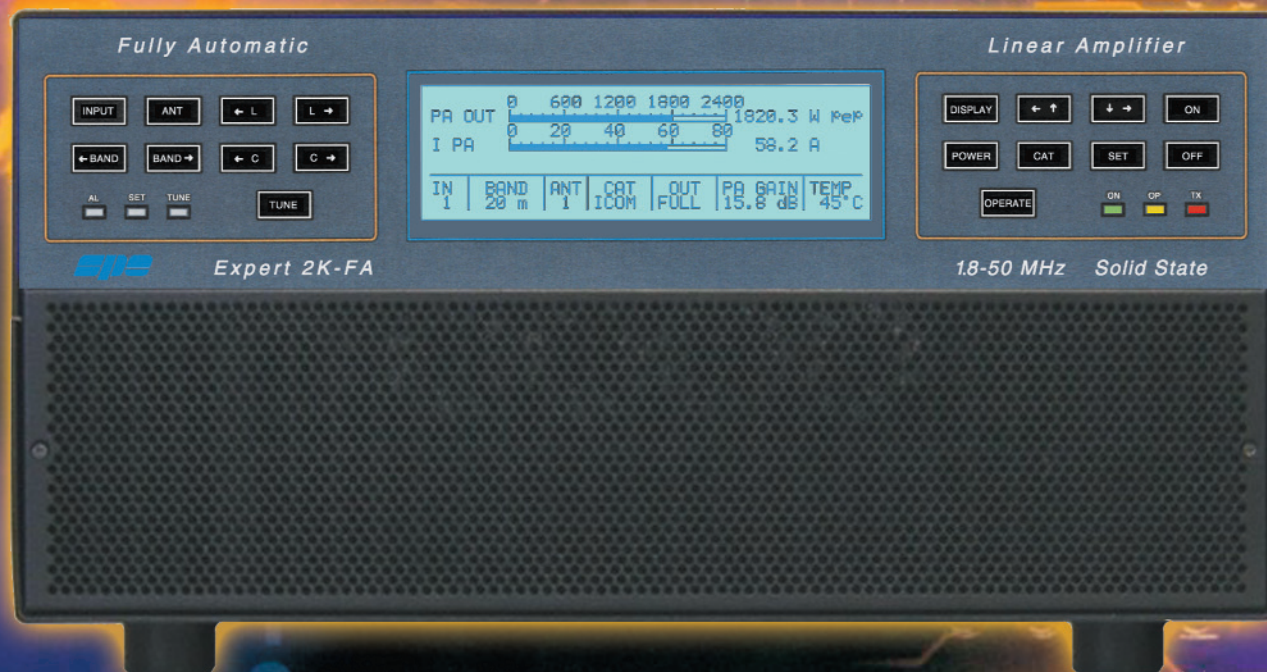 Fully Automatic
Linear Amplifier
INPUT ANT ← L L →
← BAND BAND → ← C C →
AL SET TUNE
TUNE
0 600 1200 1800 2400
PA OUT 1820.3 W pep
0 20 40 60 80
I PA 58.2 A
IN BAND ANT CAT OUT PA GAIN TEMP
1 20 m 1 ICOM FULL 15.8 dB 45°C
DISPLAY ← ↑ ↓ → ON
POWER CAT SET OFF
OPERATE
ON OP TX
spe Expert 2K-FA
1.8-50 MHz Solid State